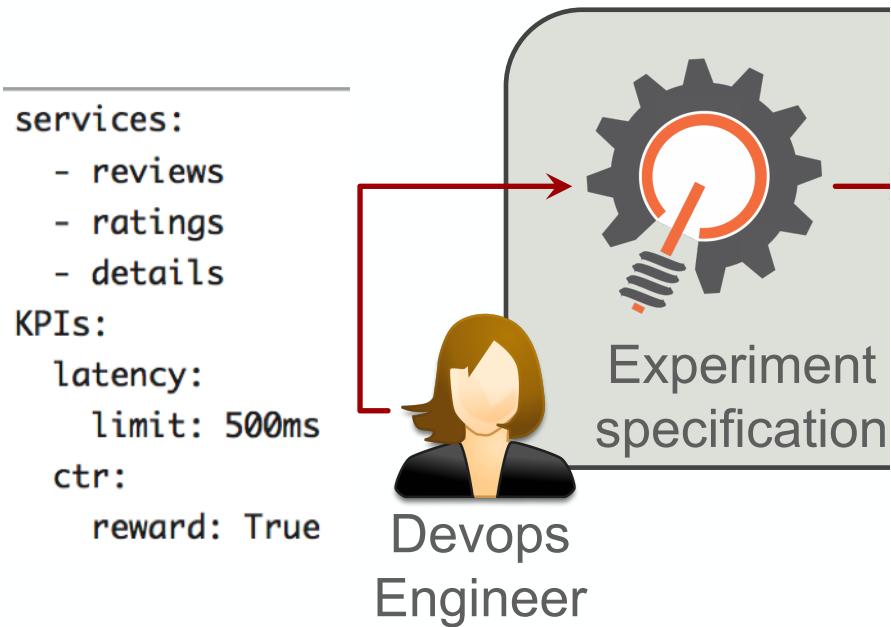 services:
  - reviews
  - ratings
  - details
KPIs:
  latency:
    limit: 500ms
  ctr:
    reward: True
Devops
Engineer
Experiment
specification